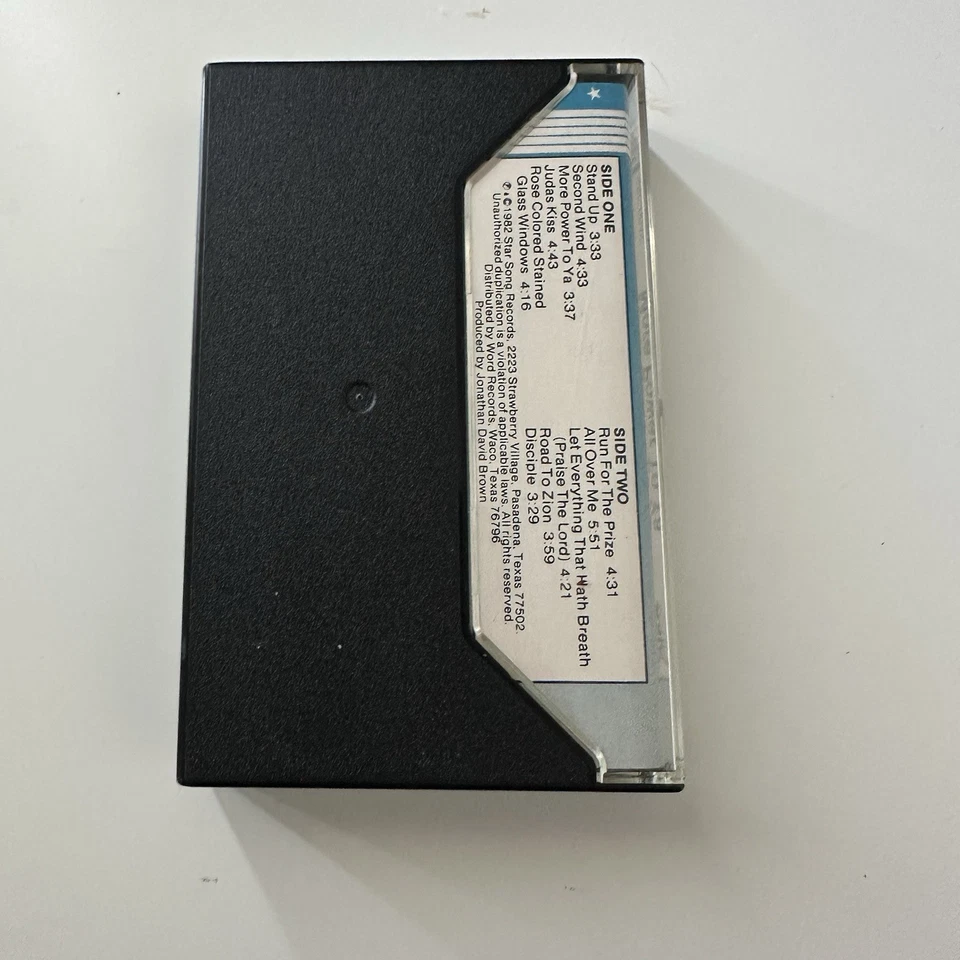 SIDE ONE
Stand Up 3:33
Second Wind 4:33
More Power To Ya 3:37
Judas Kiss 4:43
Rose Colored Stained
Glass Windows 4:16
SIDE TWO
Run For The Prize 4:31
All Over Me 5:51
Let Everything That Hath Breath
(Praise The Lord) 4:21
Road To Zion 3:59
Disciple 3:29
℗ & © 1982 Star Song Records, 2223 Strawberry Village, Pasadena, Texas 77502.
Unauthorized duplication is a violation of applicable laws. All rights reserved.
Distributed by Word Records, Waco, Texas 76796
Produced by Jonathan David Brown